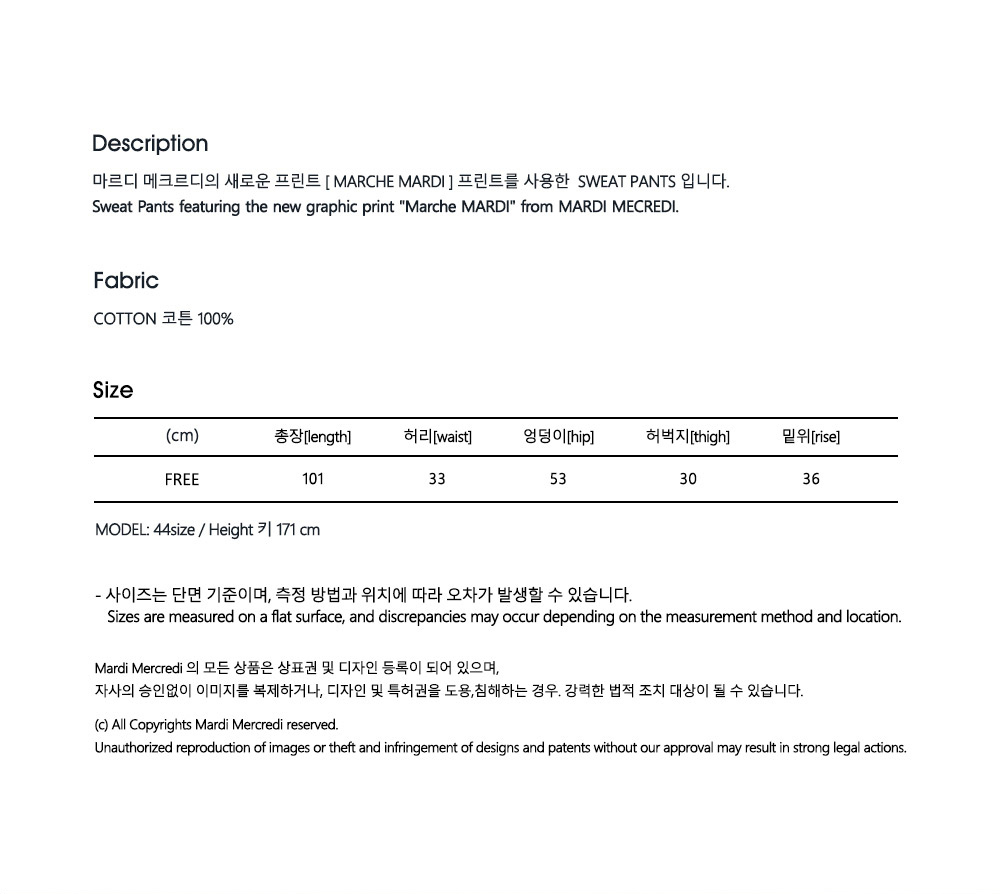 Description
마르디 메크르디의 새로운 프린트 [ MARCHE MARDI ] 프린트를 사용한 SWEAT PANTS 입니다.
Sweat Pants featuring the new graphic print "Marche MARDI" from MARDI MECREDI.
Fabric
COTTON 코튼 100%
Size
(cm) 총장[length] 허리[waist] 엉덩이[hip] 허벅지[thigh] 밑위[rise]
FREE 101 33 53 30 36
MODEL: 44size / Height 키 171 cm
- 사이즈는 단면 기준이며, 측정 방법과 위치에 따라 오차가 발생할 수 있습니다.
Sizes are measured on a flat surface, and discrepancies may occur depending on the measurement method and location.
Mardi Mercredi 의 모든 상품은 상표권 및 디자인 등록이 되어 있으며,
자사의 승인없이 이미지를 복제하거나, 디자인 및 특허권을 도용,침해하는 경우. 강력한 법적 조치 대상이 될 수 있습니다.
(c) All Copyrights Mardi Mercredi reserved.
Unauthorized reproduction of images or theft and infringement of designs and patents without our approval may result in strong legal actions.